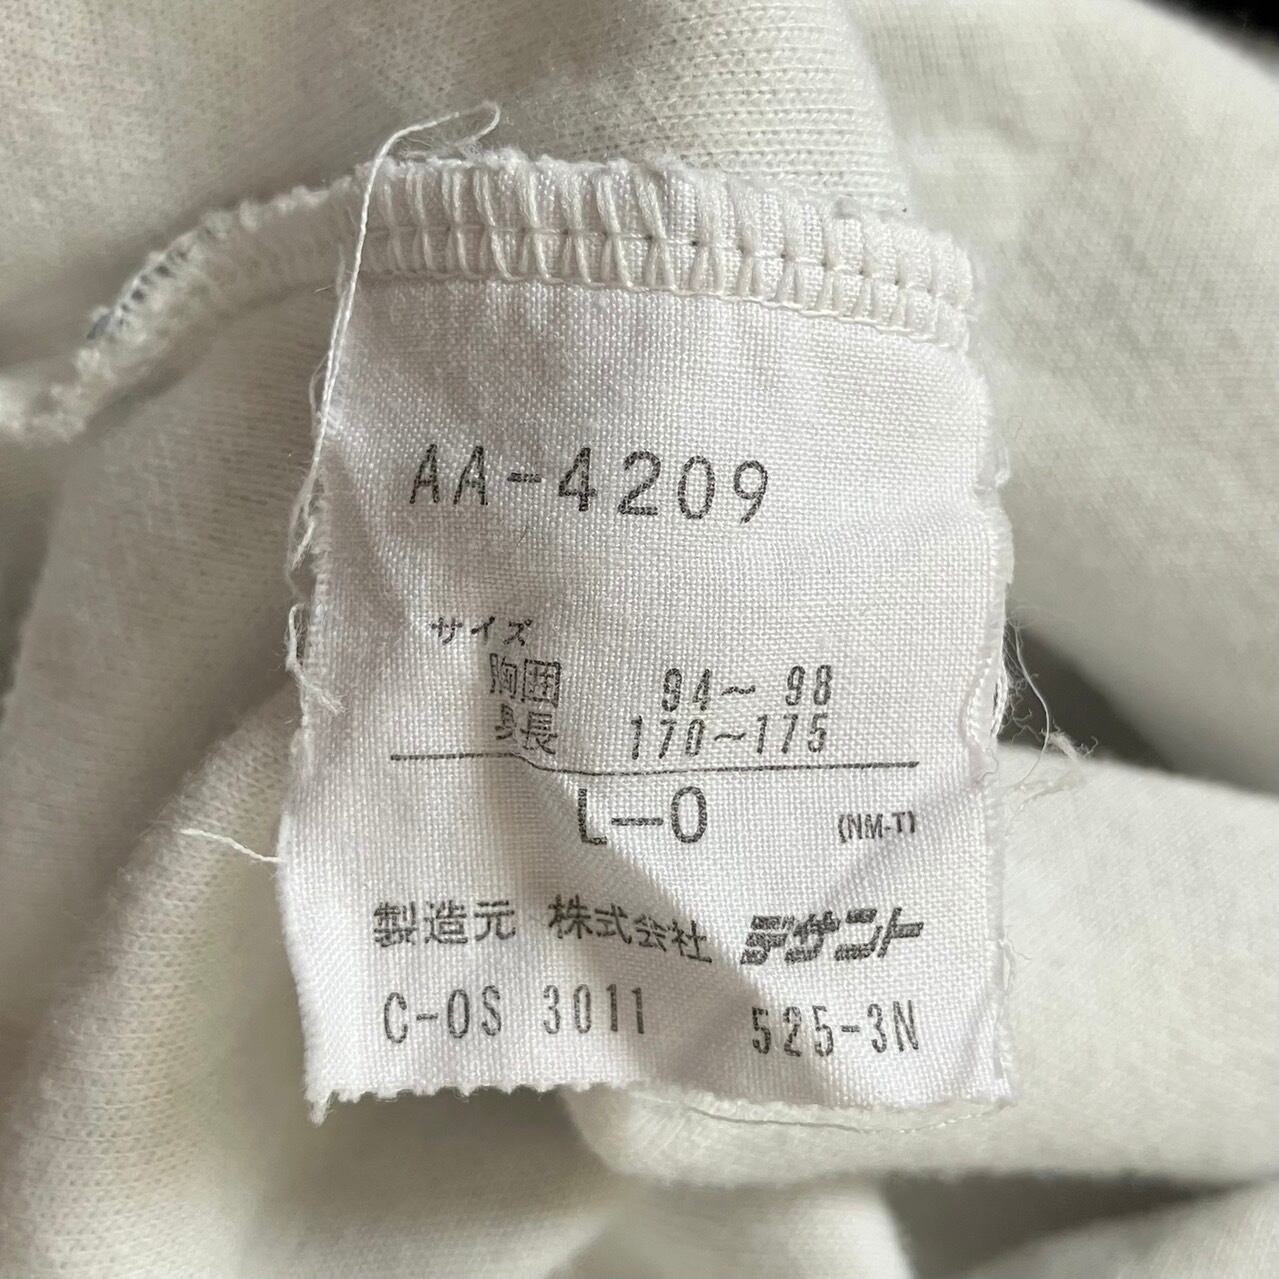 AA-4209
サイズ
胸囲 94～98
身長 170～175
L-O (NM-T)
製造元 株式会社 デサント
C-OS 3011 525-3N